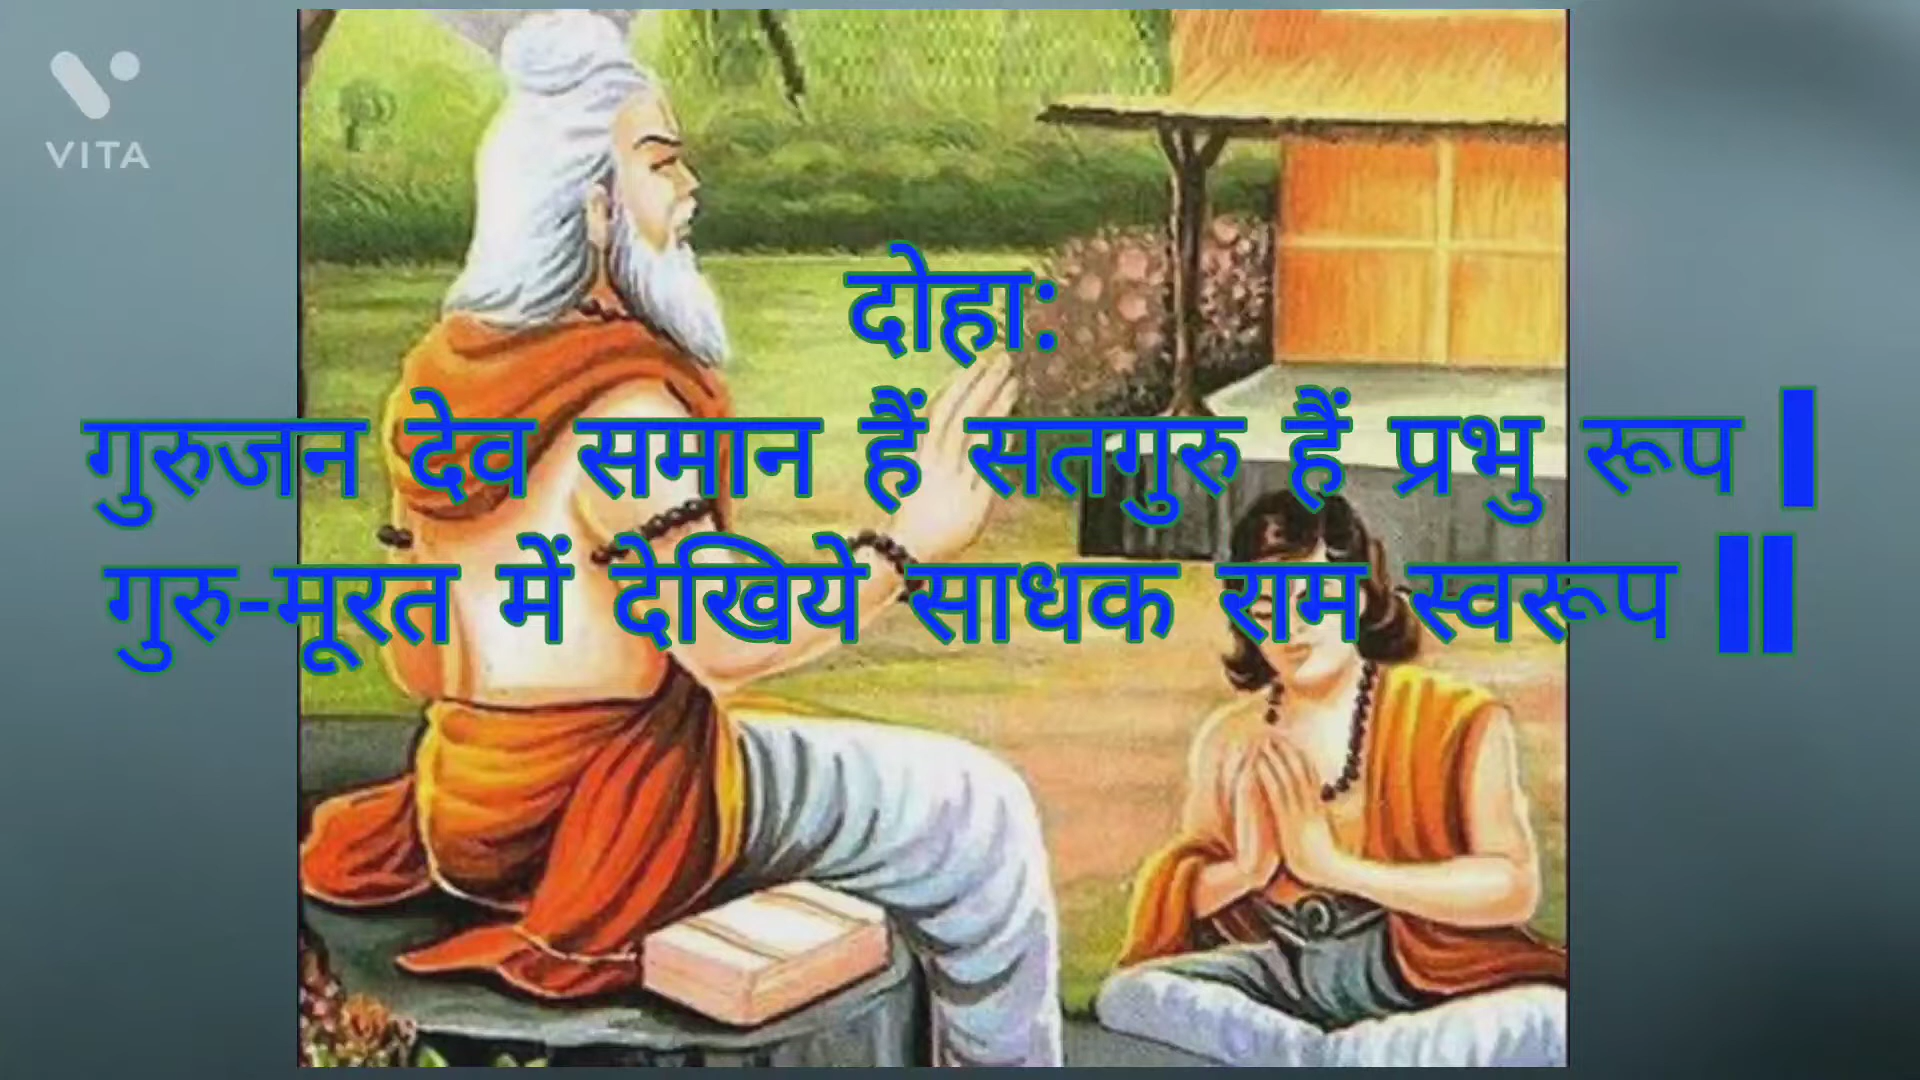 VITA
दोहा:
गुरुजन देव समान हैं सतगुरु हैं प्रभु रूप |
गुरु-मूरत में देखिये साधक राम स्वरूप ||